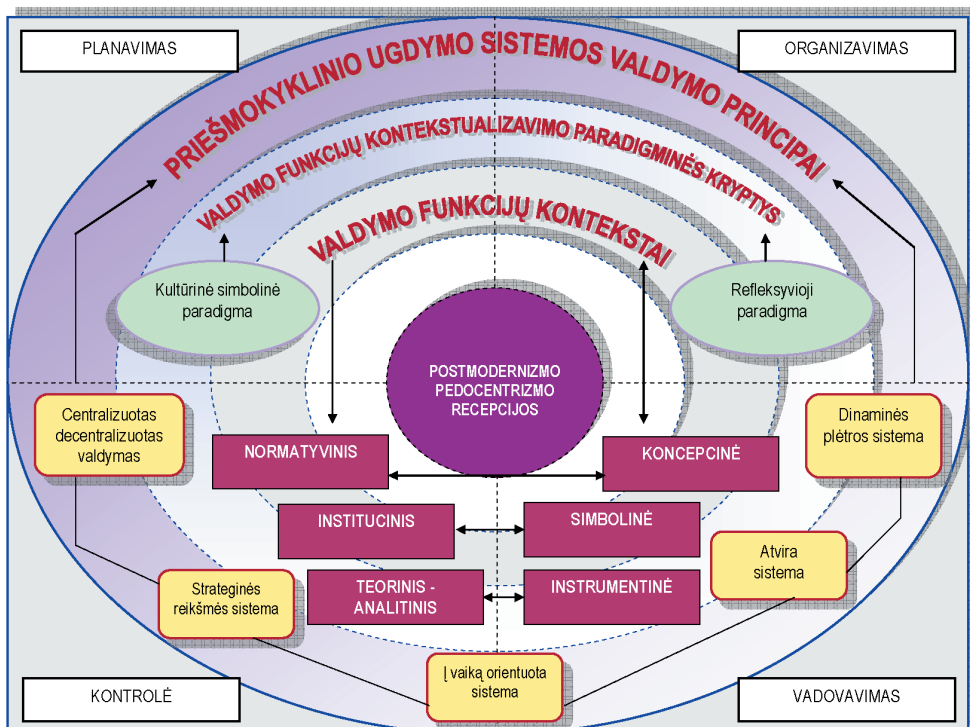 PLANAVIMAS
ORGANIZAVIMAS
PRIEŠMOKYKLINIO UGDYMO SISTEMOS VALDYMO PRINCIPAI
VALDYMO FUNKCIJŲ KONTEKSTUALIZAVIMO PARADIGMINĖS KRYPTYS
VALDYMO FUNKCIJŲ KONTEKSTAI
Kultūrinė simbolinė
paradigma
Refleksyvioji
paradigma
POSTMODERNIZMO
PEDOCENTRIZMO
RECEPCIJOS
Centralizuotas
decentralizuotas
valdymas
Dinaminės
plėtros sistema
NORMATYVINIS
KONCEPCINĖ
INSTITUCINIS
SIMBOLINĖ
TEORINIS -
ANALITINIS
INSTRUMENTINĖ
Strateginės
reikšmės sistema
Atvira
sistema
Į vaiką orientuota
sistema
KONTROLĖ
VADOVAVIMAS